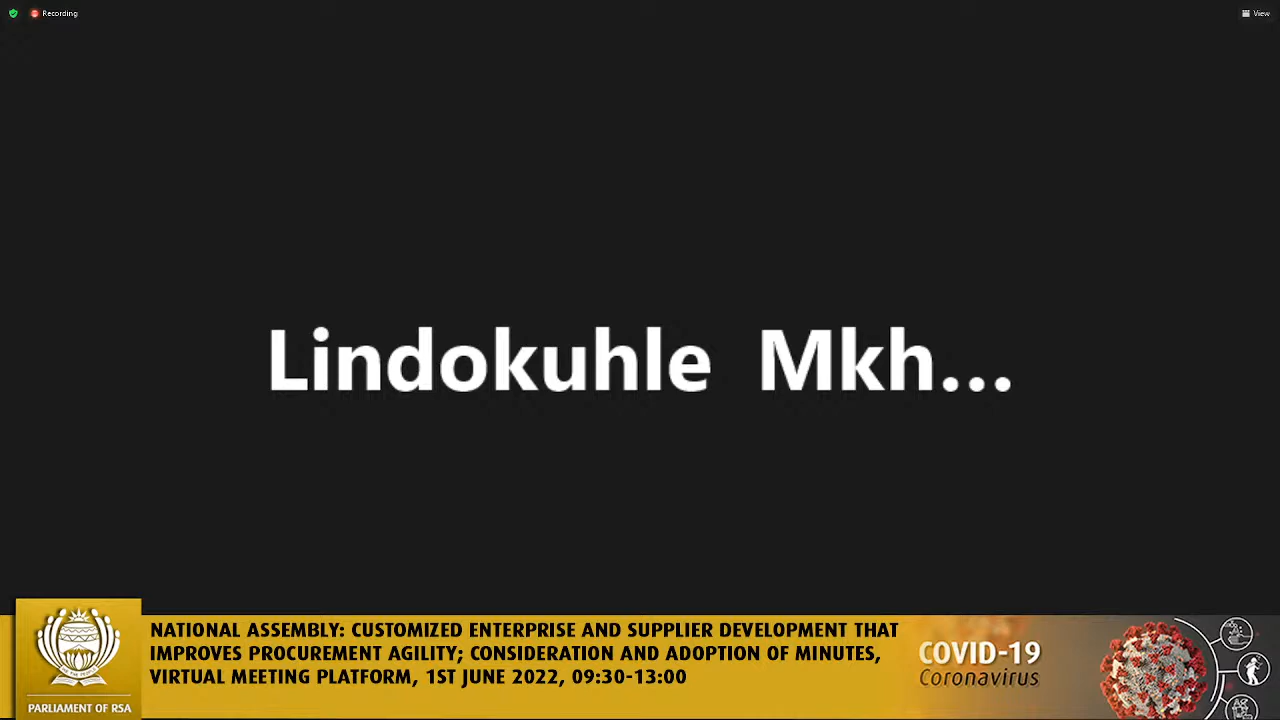 Recording
View
Lindokuhle Mkh...
NATIONAL ASSEMBLY: CUSTOMIZED ENTERPRISE AND SUPPLIER DEVELOPMENT THAT
IMPROVES PROCUREMENT AGILITY; CONSIDERATION AND ADOPTION OF MINUTES,
VIRTUAL MEETING PLATFORM, 1ST JUNE 2022, 09:30-13:00
COVID-19
Coronavirus
PARLIAMENT OF RSA